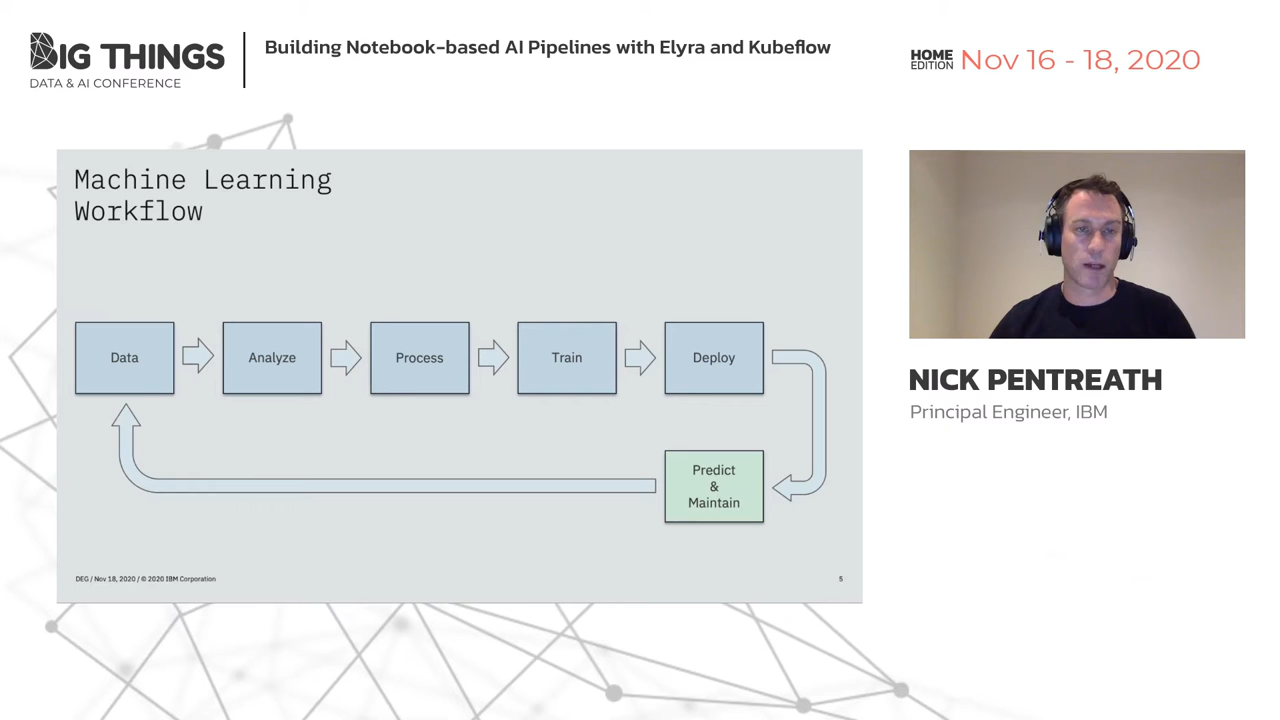 BIG THINGS
DATA & AI CONFERENCE
Building Notebook-based AI Pipelines with Elyra and Kubeflow
HOME
EDITION
Nov 16 - 18, 2020
Machine Learning
Workflow
Data
Analyze
Process
Train
Deploy
Predict
&
Maintain
DEG / Nov 18, 2020 / © 2020 IBM Corporation
5
NICK PENTREATH
Principal Engineer, IBM